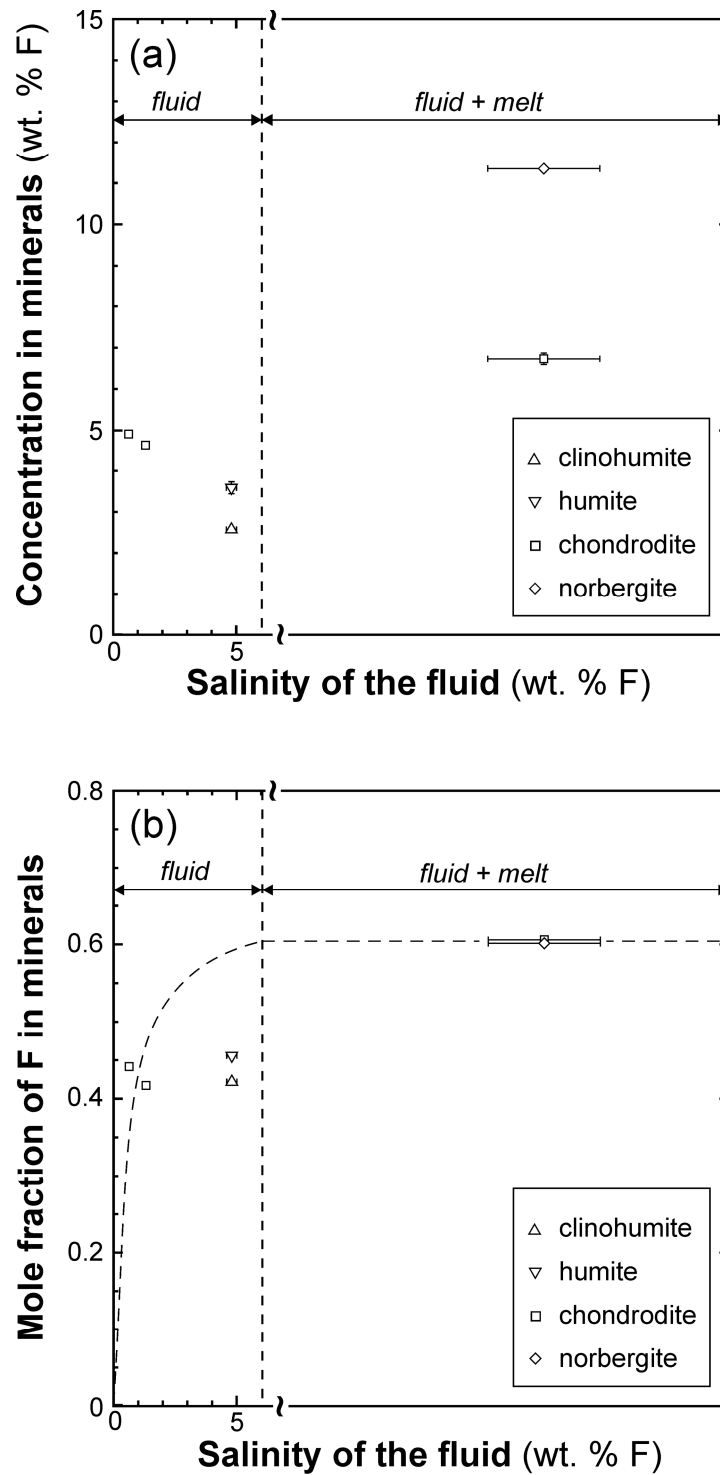 15
(a)
fluid
fluid + melt
10
5
0
Concentration in minerals (wt. % F)
clinohumite
humite
chondrodite
norbergite
0
5
Salinity of the fluid (wt. % F)
0.8
(b)
fluid
fluid + melt
0.6
0.4
0.2
0
Mole fraction of F in minerals
clinohumite
humite
chondrodite
norbergite
0
5
Salinity of the fluid (wt. % F)